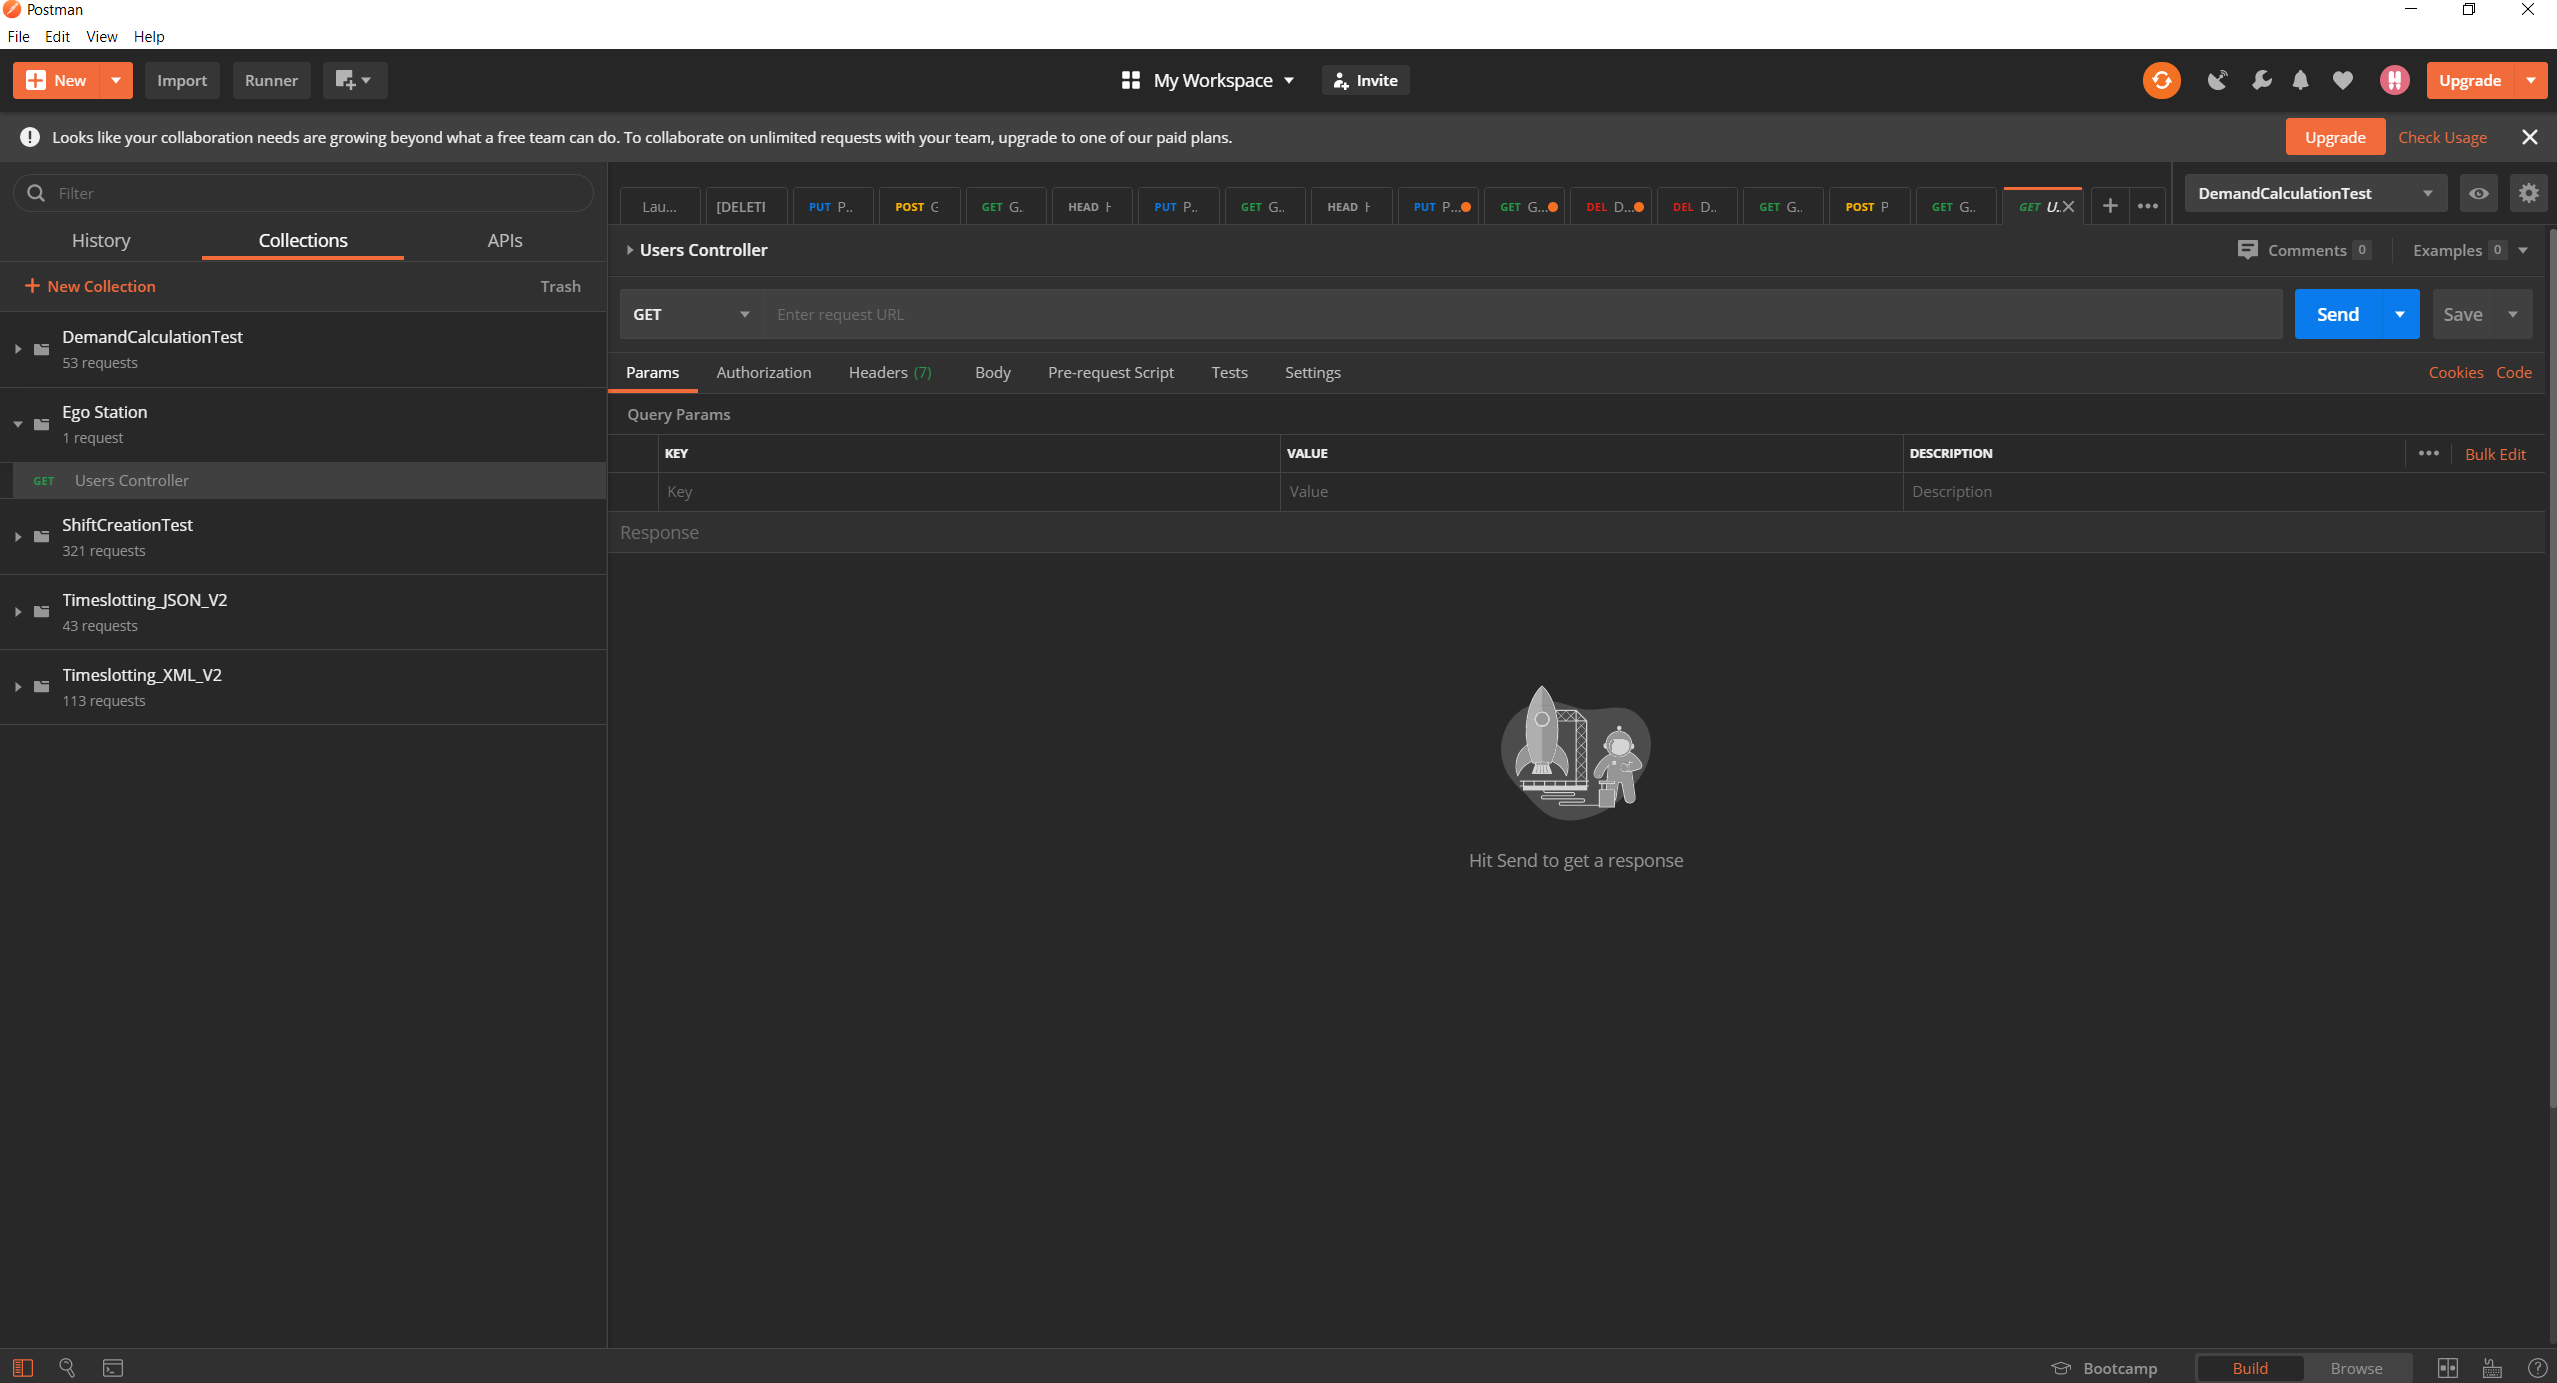 Postman
File Edit View Help
New Import Runner My Workspace Invite Upgrade
Looks like your collaboration needs are growing beyond what a free team can do. To collaborate on unlimited requests with your team, upgrade to one of our paid plans. Upgrade Check Usage
Filter
Lau... [DELETI PUT P.. POST G GET G.. HEAD H PUT P.. GET G.. HEAD H PUT P... GET G... DEL D... DEL D.. GET G.. POST P GET G.. GET U.. DemandCalculationTest
History Collections APIs
Users Controller Comments 0 Examples 0
New Collection Trash
GET Enter request URL Send Save
DemandCalculationTest
53 requests
Params Authorization Headers (7) Body Pre-request Script Tests Settings Cookies Code
Ego Station
1 request
Query Params
KEY VALUE DESCRIPTION Bulk Edit
Key Value Description
GET Users Controller
Response
ShiftCreationTest
321 requests
Timeslotting_JSON_V2
43 requests
Timeslotting_XML_V2
113 requests
Hit Send to get a response
Bootcamp Build Browse